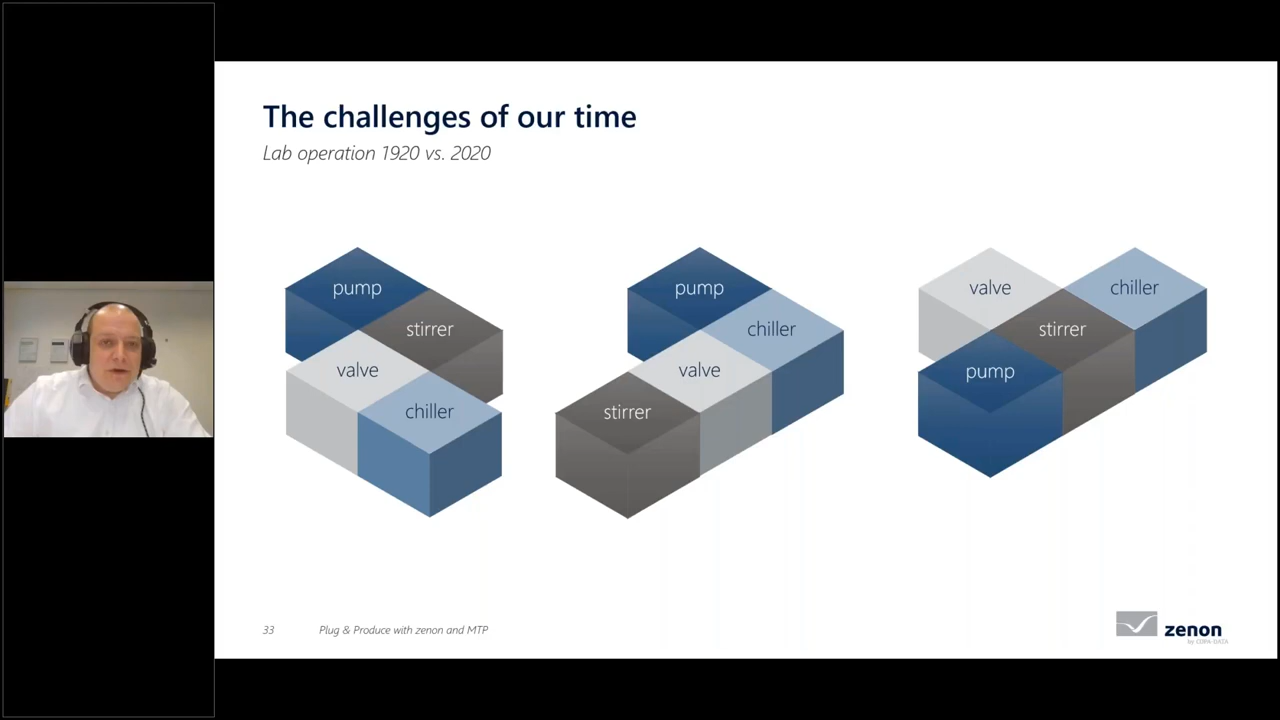 The challenges of our time
Lab operation 1920 vs. 2020
pump
stirrer
valve
chiller
pump
chiller
valve
stirrer
valve
chiller
stirrer
pump
33
Plug & Produce with zenon and MTP
zenon
by COPA-DATA